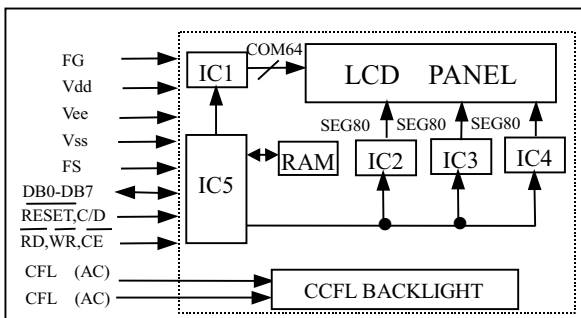 FG
Vdd
Vee
Vss
FS
DB0-DB7
RESET,C/D
RD,WR,CE
CFL (AC)
CFL (AC)
COM64
IC1
LCD PANEL
SEG80 SEG80 SEG80
IC5
RAM
IC2
IC3
IC4
CCFL BACKLIGHT